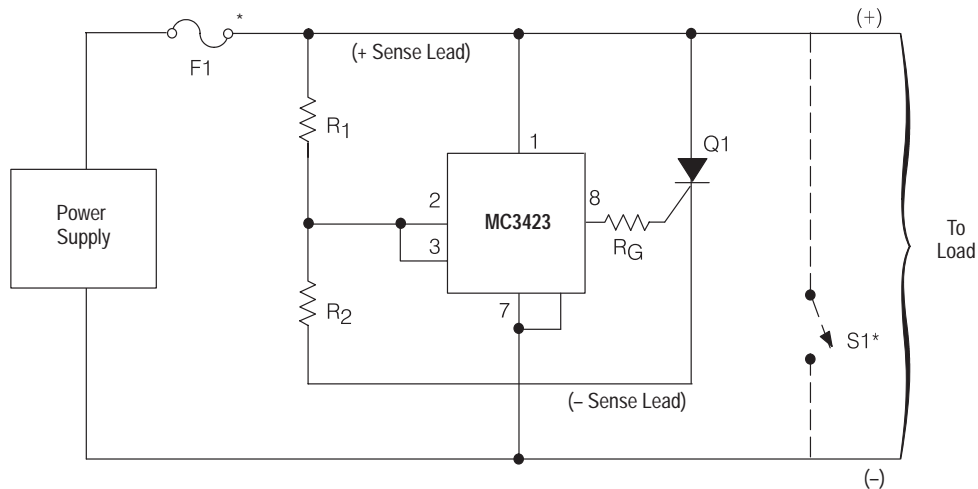 *
(+)
F1
(+ Sense Lead)
R1
1
Q1
Power
Supply
2
MC3423
8
3
RG
To
Load
R2
7
S1*
(– Sense Lead)
(–)